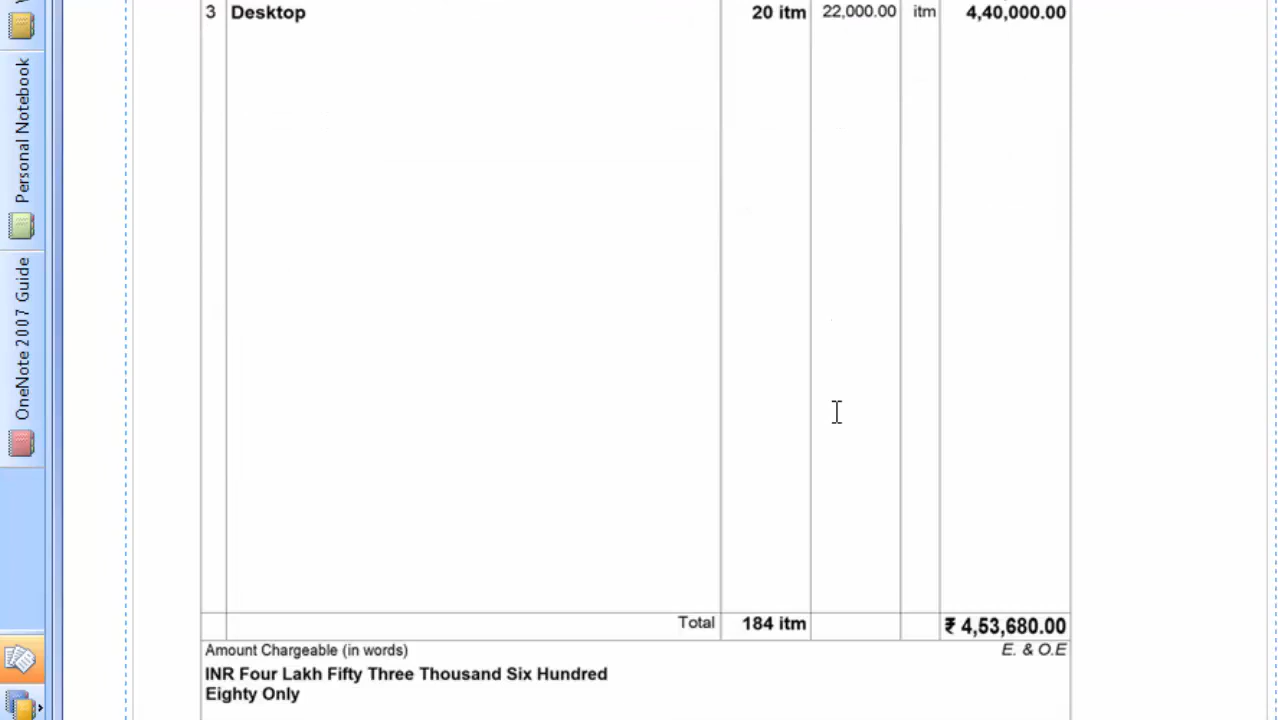 3 Desktop 20 itm 22,000.00 itm 4,40,000.00
Personal Notebook
OneNote 2007 Guide
Total 184 itm ₹ 4,53,680.00
Amount Chargeable (in words) E. & O.E
INR Four Lakh Fifty Three Thousand Six Hundred
Eighty Only